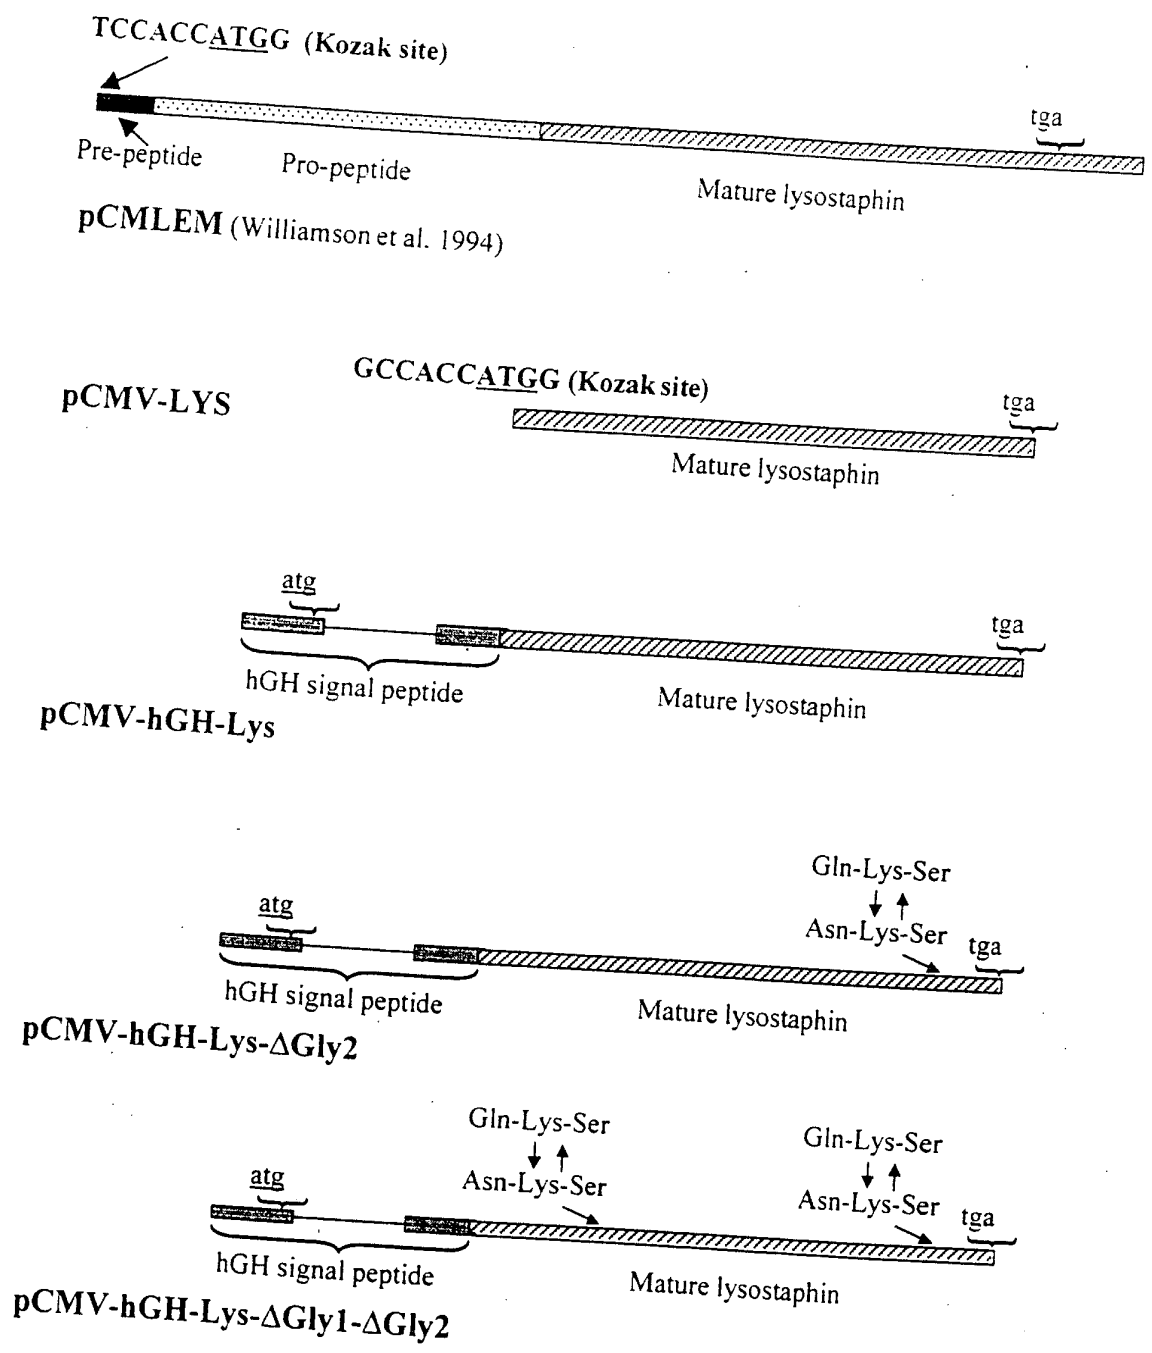 TCCACCATGG (Kozak site)
tga
Pre-peptide
Pro-peptide
Mature lysostaphin
pCMLEM (Williamson et al. 1994)
GCCACCATGG (Kozak site)
pCMV-LYS
tga
Mature lysostaphin
atg
tga
hGH signal peptide
Mature lysostaphin
pCMV-hGH-Lys
Gln-Lys-Ser
atg
Asn-Lys-Ser
tga
hGH signal peptide
Mature lysostaphin
pCMV-hGH-Lys-ΔGly2
Gln-Lys-Ser
Gln-Lys-Ser
atg
Asn-Lys-Ser
Asn-Lys-Ser
tga
hGH signal peptide
Mature lysostaphin
pCMV-hGH-Lys-ΔGly1-ΔGly2